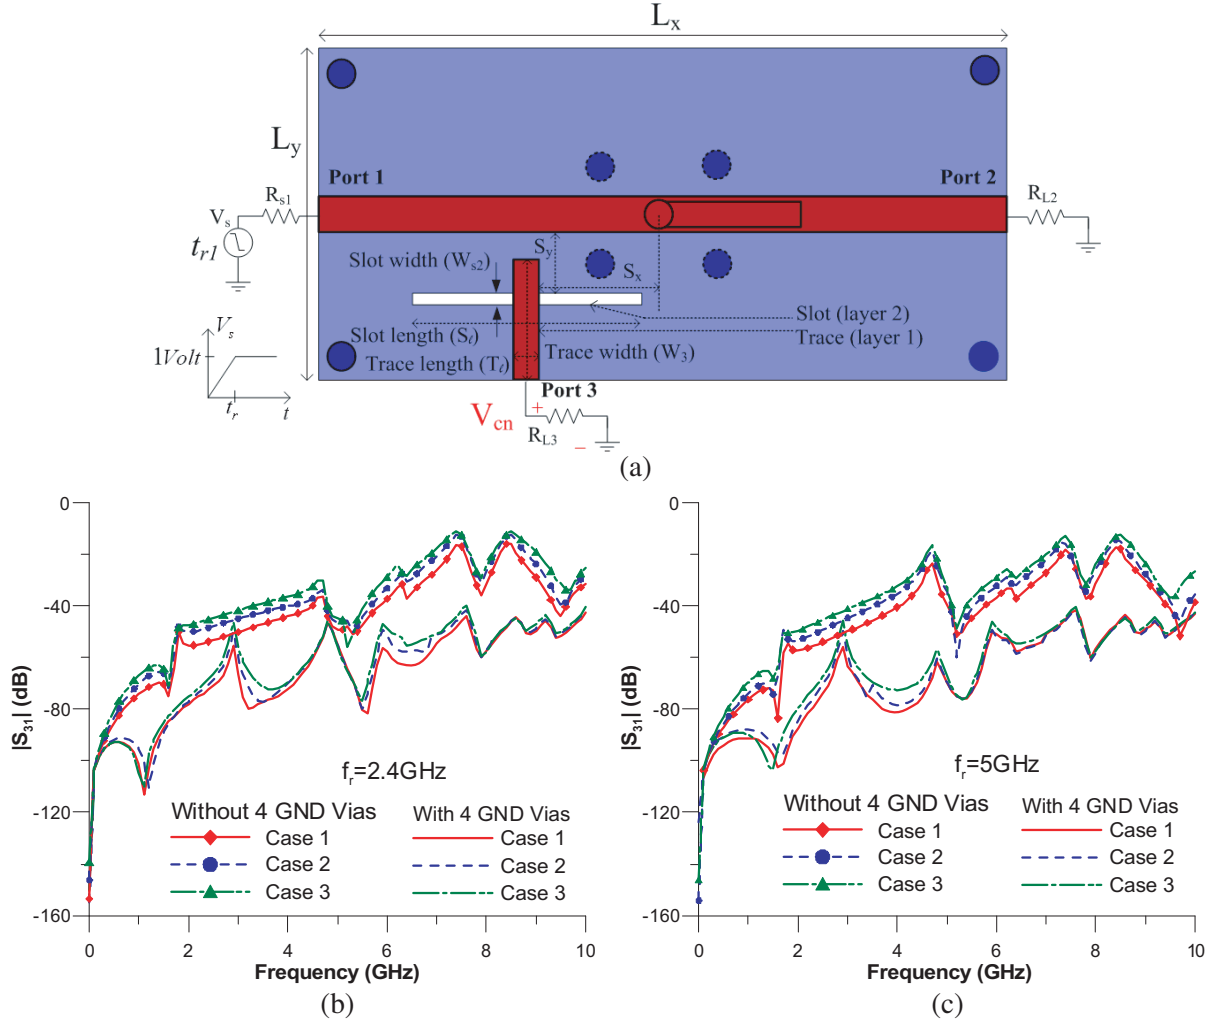 Lx
Ly
Port 1
Port 2
Rs1
Vs
tr1
RL2
Slot width (Ws2)
Sy
Sx
Slot (layer 2)
Trace (layer 1)
Slot length (Sℓ)
Trace length (Tℓ)
Trace width (W3)
Vs
1Volt
tr
t
Port 3
Vcn
+
RL3
−
(a)
|S31| (dB)
0
-40
-80
-120
-160
fr=2.4GHz
Without 4 GND Vias
With 4 GND Vias
Case 1
Case 1
Case 2
Case 2
Case 3
Case 3
0
2
4
6
8
10
Frequency (GHz)
(b)
|S31| (dB)
0
-40
-80
-120
-160
fr=5GHz
Without 4 GND Vias
With 4 GND Vias
Case 1
Case 1
Case 2
Case 2
Case 3
Case 3
0
2
4
6
8
10
Frequency (GHz)
(c)